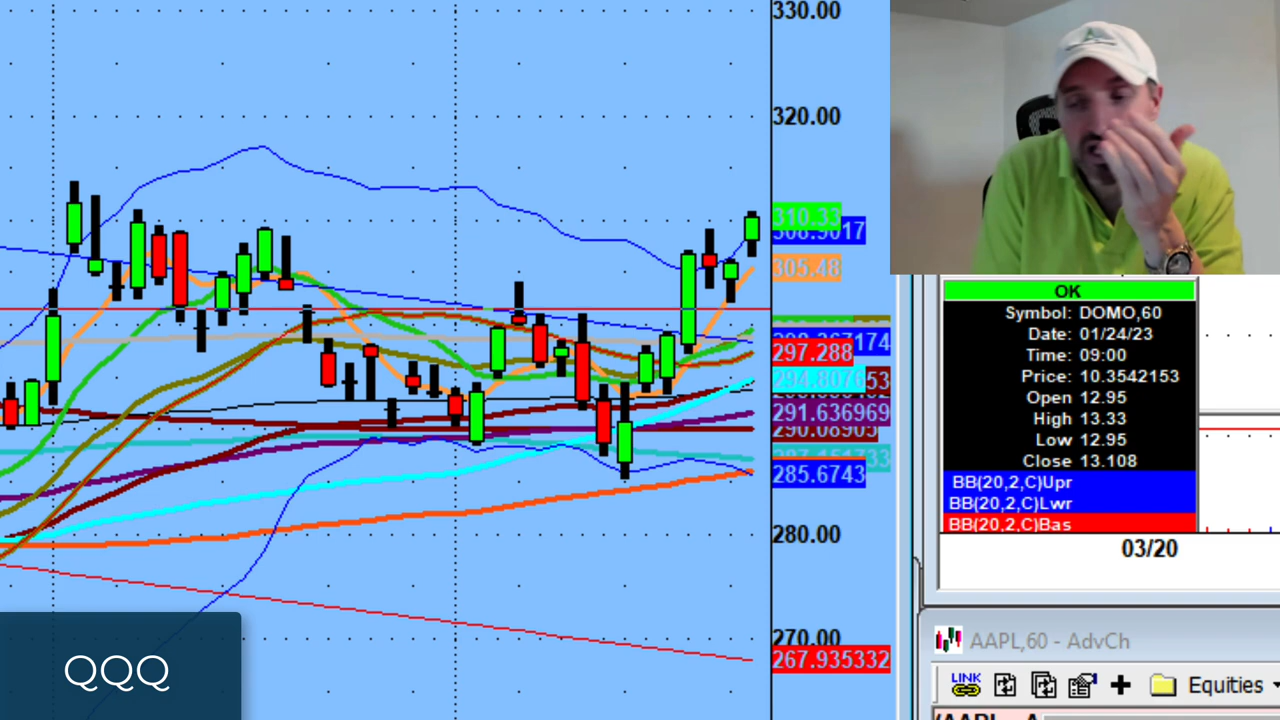 330.00
320.00
310.33
305.48
297.288
291.636969
285.6743
280.00
270.00
267.935332
QQQ
OK
Symbol: DOMO,60
Date: 01/24/23
Time: 09:00
Price: 10.3542153
Open 12.95
High 13.33
Low 12.95
Close 13.108
BB(20,2,C)Upr
BB(20,2,C)Lwr
BB(20,2,C)Bas
03/20
AAPL,60 - AdvCh
LINK
Equities